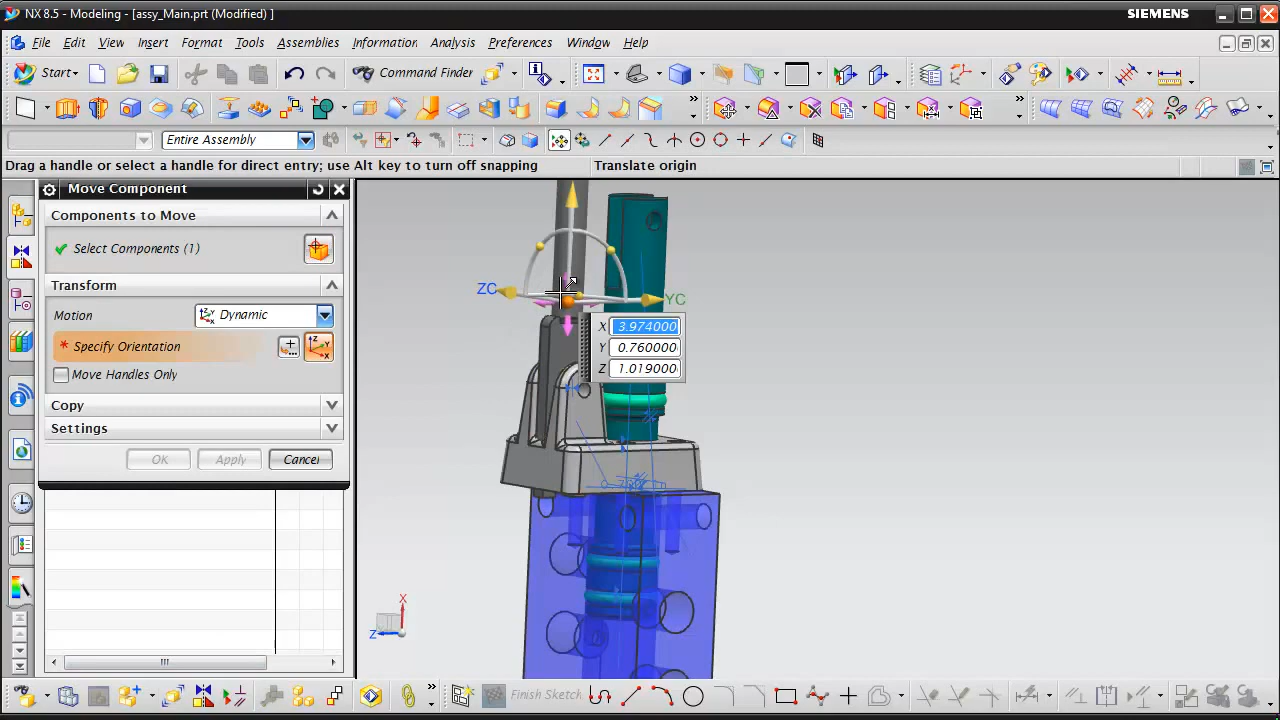 NX 8.5 - Modeling - [assy_Main.prt (Modified) ]
SIEMENS
File Edit View Insert Format Tools Assemblies Information Analysis Preferences Window Help
Start Command Finder
Entire Assembly
Drag a handle or select a handle for direct entry; use Alt key to turn off snapping Translate origin
Move Component
Components to Move
Select Components (1)
Transform
Motion Dynamic
* Specify Orientation
Move Handles Only
Copy
Settings
OK Apply Cancel
ZC
YC
X 3.974000
Y 0.760000
Z 1.019000
X
Z
Finish Sketch